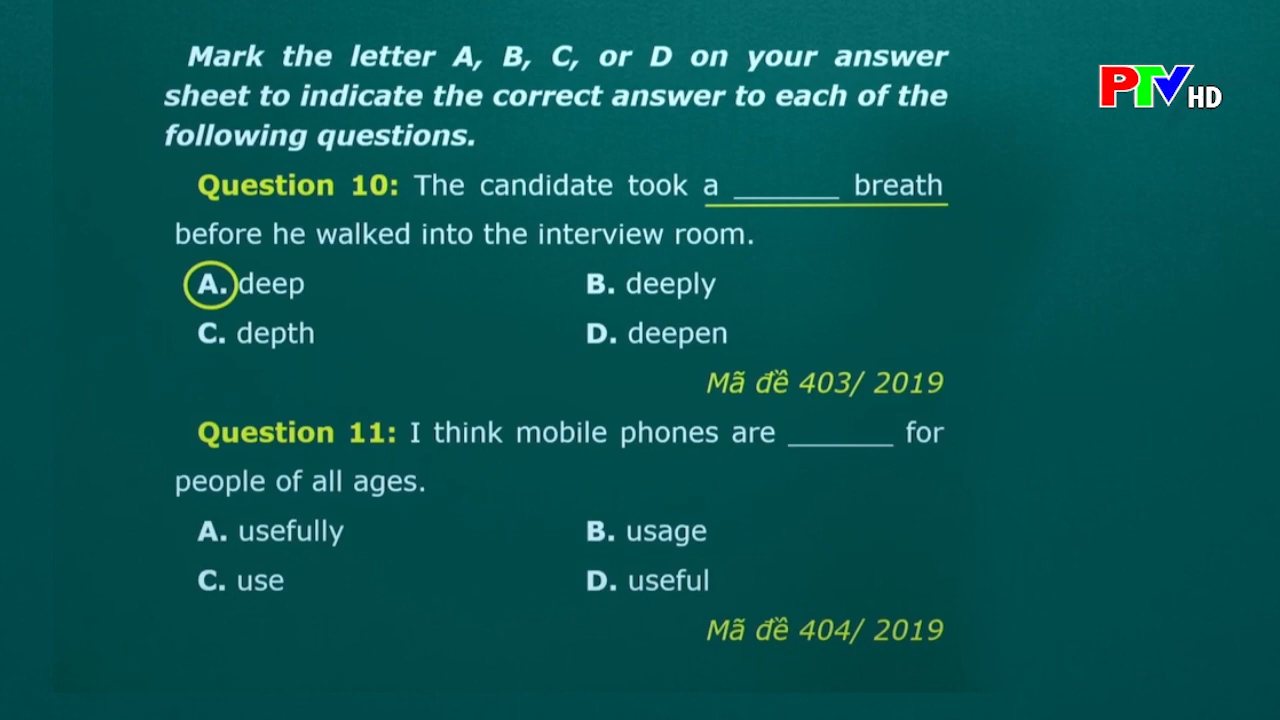 Mark the letter A, B, C, or D on your answer
sheet to indicate the correct answer to each of the
following questions.
PTV HD
Question 10: The candidate took a _______ breath
before he walked into the interview room.
A. deep B. deeply
C. depth D. deepen
Mã đề 403/ 2019
Question 11: I think mobile phones are _______ for
people of all ages.
A. usefully B. usage
C. use D. useful
Mã đề 404/ 2019